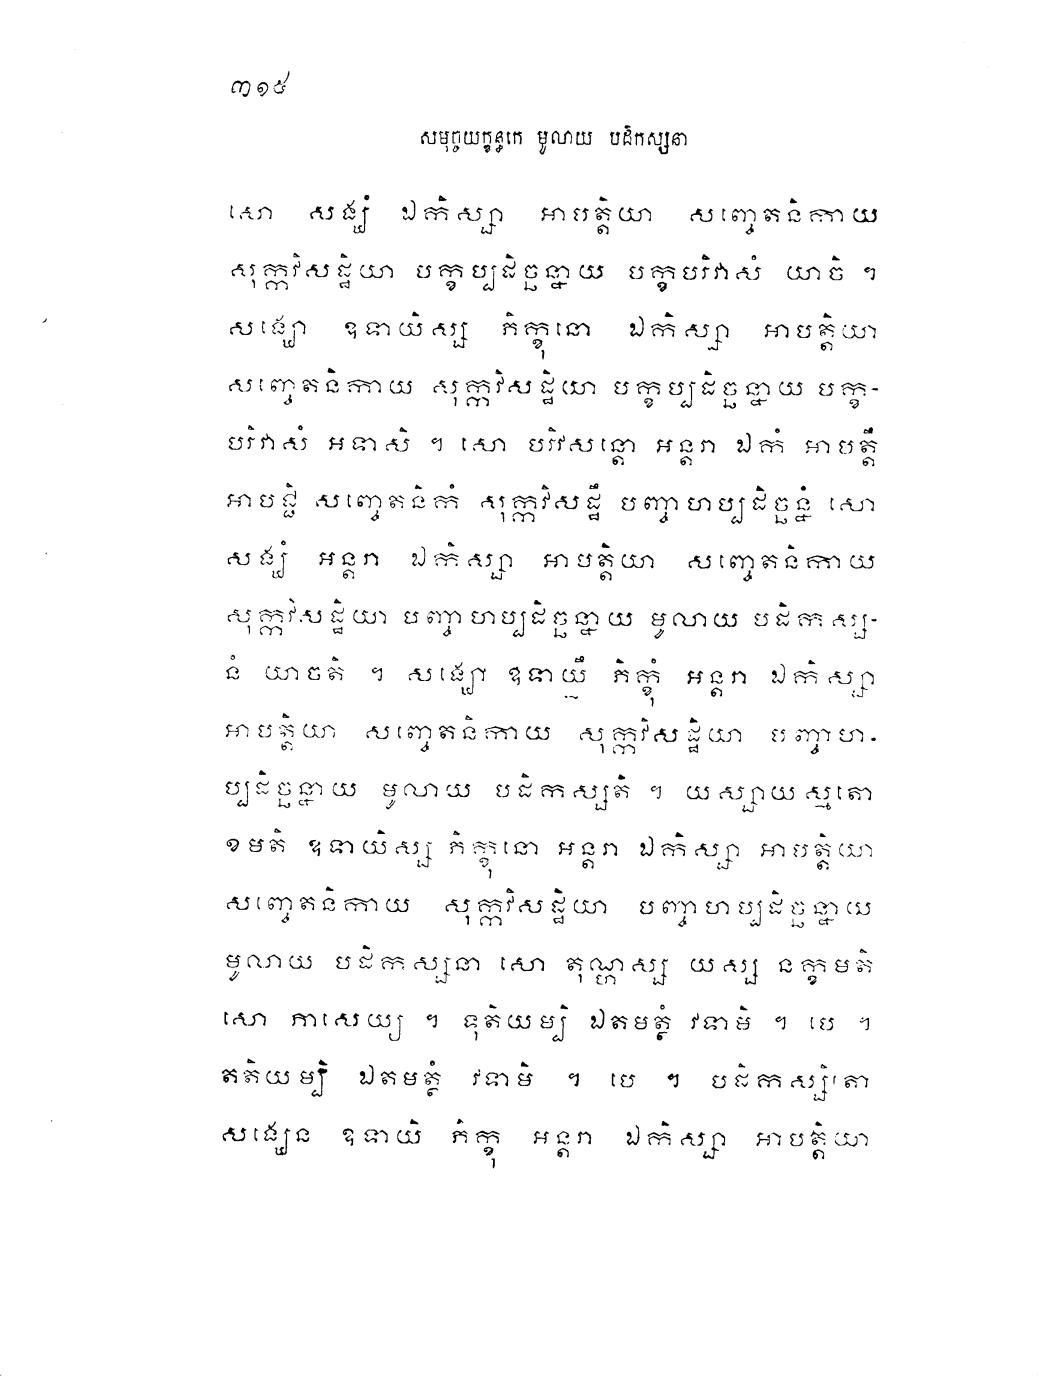 ៣១៥
សមុច្ចយក្ខន្ធកេ មូលាយ បដិកស្សនា
សោ សង្ឃំ ឯកិស្សា អាបត្តិយា សញ្ចេតនិកាយ
សុក្កវិសដ្ឋិយា បក្ខប្បដិច្ឆន្នាយ បក្ខបរិវាសំ យាចិ ។
សង្ឃោ ឧទាយិស្ស ភិក្ខុនោ ឯកិស្សា អាបត្តិយា
សញ្ចេតនិកាយ សុក្កវិសដ្ឋិយា បក្ខប្បដិច្ឆន្នាយ បក្ខ-
បរិវាសំ អទាសិ ។ សោ បរិវសន្តោ អន្តរា ឯកំ អាបត្តឹ
អាបជ្ជិ សញ្ចេតនិកំ សុក្កវិសដ្ឋឹ បញ្ចាហប្បដិច្ឆន្នំ សោ
សង្ឃំ អន្តរា ឯកិស្សា អាបត្តិយា សញ្ចេតនិកាយ
សុក្កវិសដ្ឋិយា បញ្ចាហប្បដិច្ឆន្នាយ មូលាយ បដិកស្ស-
នំ យាចតិ ។ សង្ឃោ ឧទាយឹ ភិក្ខុំ អន្តរា ឯកិស្សា
អាបត្តិយា សញ្ចេតនិកាយ សុក្កវិសដ្ឋិយា បញ្ចាហ-
ប្បដិច្ឆន្នាយ មូលាយ បដិកស្សតិ ។ យស្សាយស្មតោ
ខមតិ ឧទាយិស្ស ភិក្ខុនោ អន្តរា ឯកិស្សា អាបត្តិយា
សញ្ចេតនិកាយ សុក្កវិសដ្ឋិយា បញ្ចាហប្បដិច្ឆន្នាយ
មូលាយ បដិកស្សនា សោ តុណ្ហស្ស យស្ស នក្ខមតិ
សោ ភាសេយ្យ ។ ទុតិយម្បិ ឯតមត្ថំ វទាមិ ។ បេ ។
តតិយម្បិ ឯតមត្ថំ វទាមិ ។ បេ ។ បដិកស្សិតោ
សង្ឃេន ឧទាយិ ភិក្ខុ អន្តរា ឯកិស្សា អាបត្តិយា